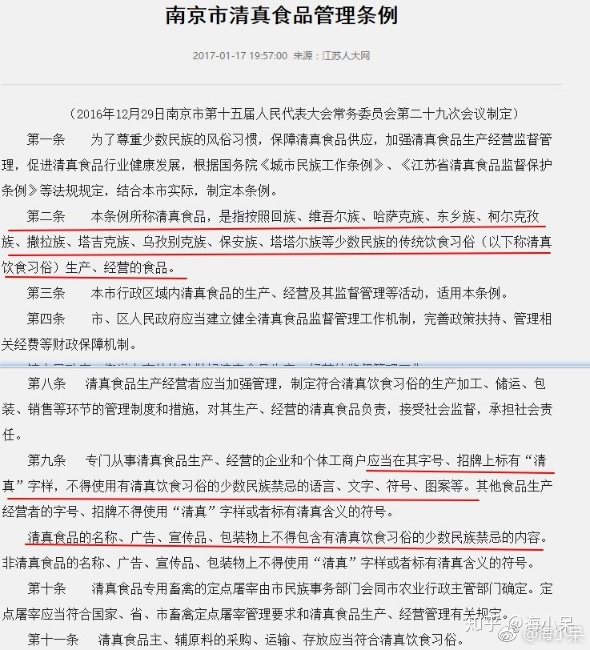 南京市清真食品管理条例
2017-01-17 19:57:00 来源：江苏人大网
（2016年12月29日南京市第十五届人民代表大会常务委员会第二十九次会议制定）
第一条 为了尊重少数民族的风俗习惯，保障清真食品供应，加强清真食品生产经营监督管
理，促进清真食品行业健康发展，根据国务院《城市民族工作条例》、《江苏省清真食品监督保护
条例》等法规规定，结合本市实际，制定本条例。
第二条 本条例所称清真食品，是指按照回族、维吾尔族、哈萨克族、东乡族、柯尔克孜
族、撒拉族、塔吉克族、乌孜别克族、保安族、塔塔尔族等少数民族的传统饮食习俗（以下称清真
饮食习俗）生产、经营的食品。
第三条 本市行政区域内清真食品的生产、经营及其监督管理等活动，适用本条例。
第四条 市、区人民政府应当建立健全清真食品监督管理工作机制，完善政策扶持、管理相
关经费等财政保障机制。
第八条 清真食品生产经营者应当加强管理，制定符合清真饮食习俗的生产加工、储运、包
装、销售等环节的管理制度和措施，对其生产、经营的清真食品负责，接受社会监督，承担社会责
任。
第九条 专门从事清真食品生产、经营的企业和个体工商户应当在其字号、招牌上标有“清
真”字样，不得使用有清真饮食习俗的少数民族禁忌的语言、文字、符号、图案等。其他食品生产
经营者的字号、招牌不得使用“清真”字样或者标有清真含义的符号。
清真食品的名称、广告、宣传品、包装物上不得包含有清真饮食习俗的少数民族禁忌的内容。
非清真食品的名称、广告、宣传品、包装物上不得使用“清真”字样或者标有清真含义的符号。
第十条 清真食品专用畜禽的定点屠宰由市民族事务部门会同市农业行政主管部门确定。定
点屠宰应当符合国家、省、市畜禽定点屠宰管理要求和清真食品生产、经营管理有关规定。
第十一条 清真食品主、辅原料的采购、运输、存放应当符合清真饮食习俗。
知乎 @海小呆
@海小呆